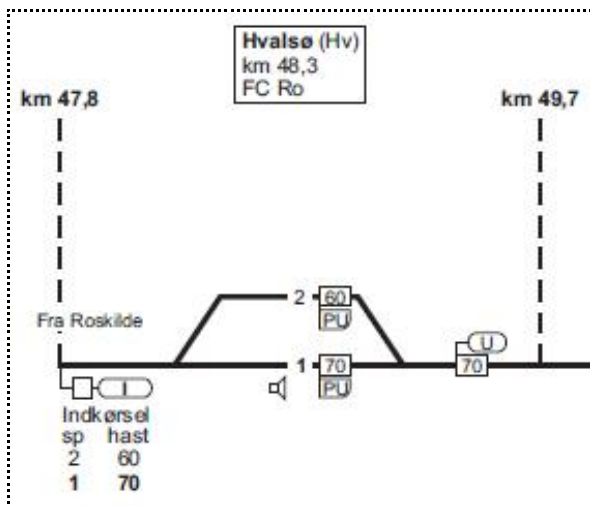 Hvalsø (Hv)
km 48,3
FC Ro
km 47,8
km 49,7
2 60
PU
Fra Roskilde
U
1 70
70
PU
I
Indkørsel
sp hast
2 60
1 70